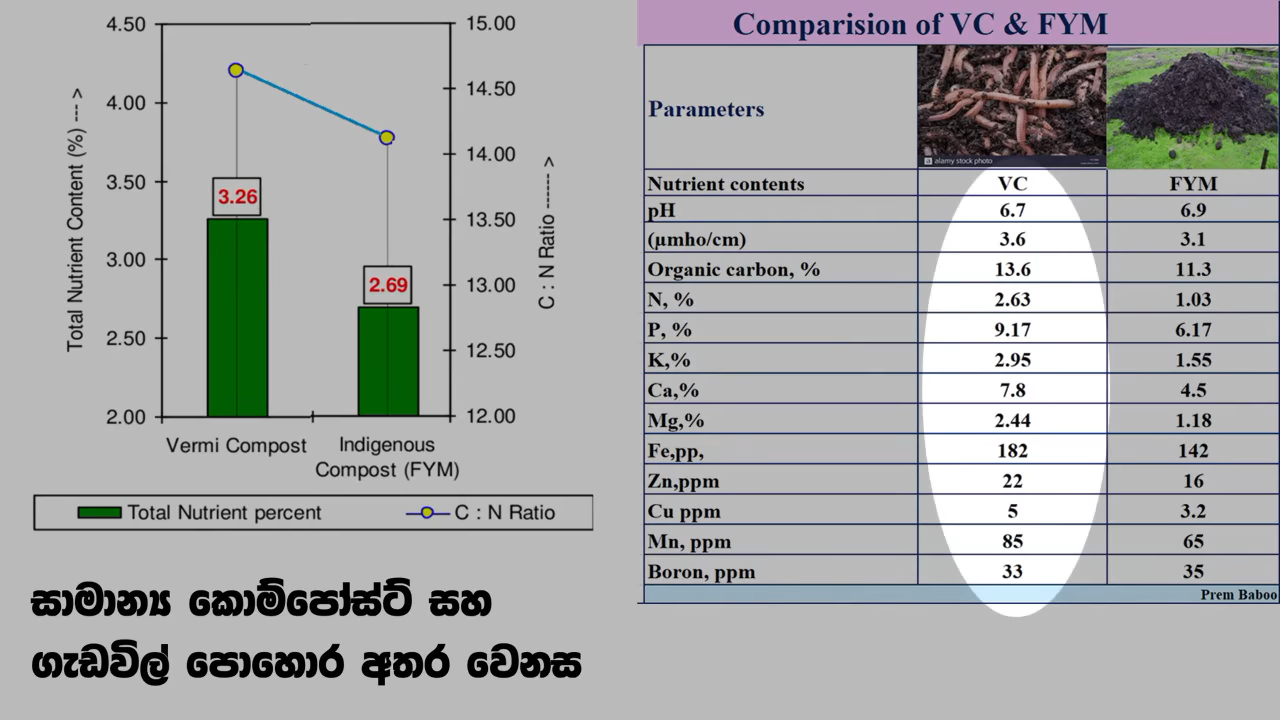 4.50
4.00
3.50
3.00
2.50
2.00
Total Nutrient Content (%) --- >
15.00
14.50
14.00
13.50
13.00
12.50
12.00
C : N Ratio ------ >
3.26
2.69
Vermi Compost
Indigenous
Compost (FYM)
Total Nutrient percent C : N Ratio
සාමාන්‍ය කොම්පෝස්ට් සහ
ගැඩවිල් පොහොර අතර වෙනස
Comparision of VC & FYM
Parameters
alamy stock photo
Nutrient contents VC FYM
pH 6.7 6.9
(µmho/cm) 3.6 3.1
Organic carbon, % 13.6 11.3
N, % 2.63 1.03
P, % 9.17 6.17
K,% 2.95 1.55
Ca,% 7.8 4.5
Mg,% 2.44 1.18
Fe,pp, 182 142
Zn,ppm 22 16
Cu ppm 5 3.2
Mn, ppm 85 65
Boron, ppm 33 35
Prem Baboo